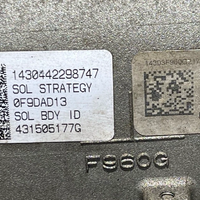 1430442298747
SOL STRATEGY
0F9DAD13
SOL BDY ID
431505177G
F960G